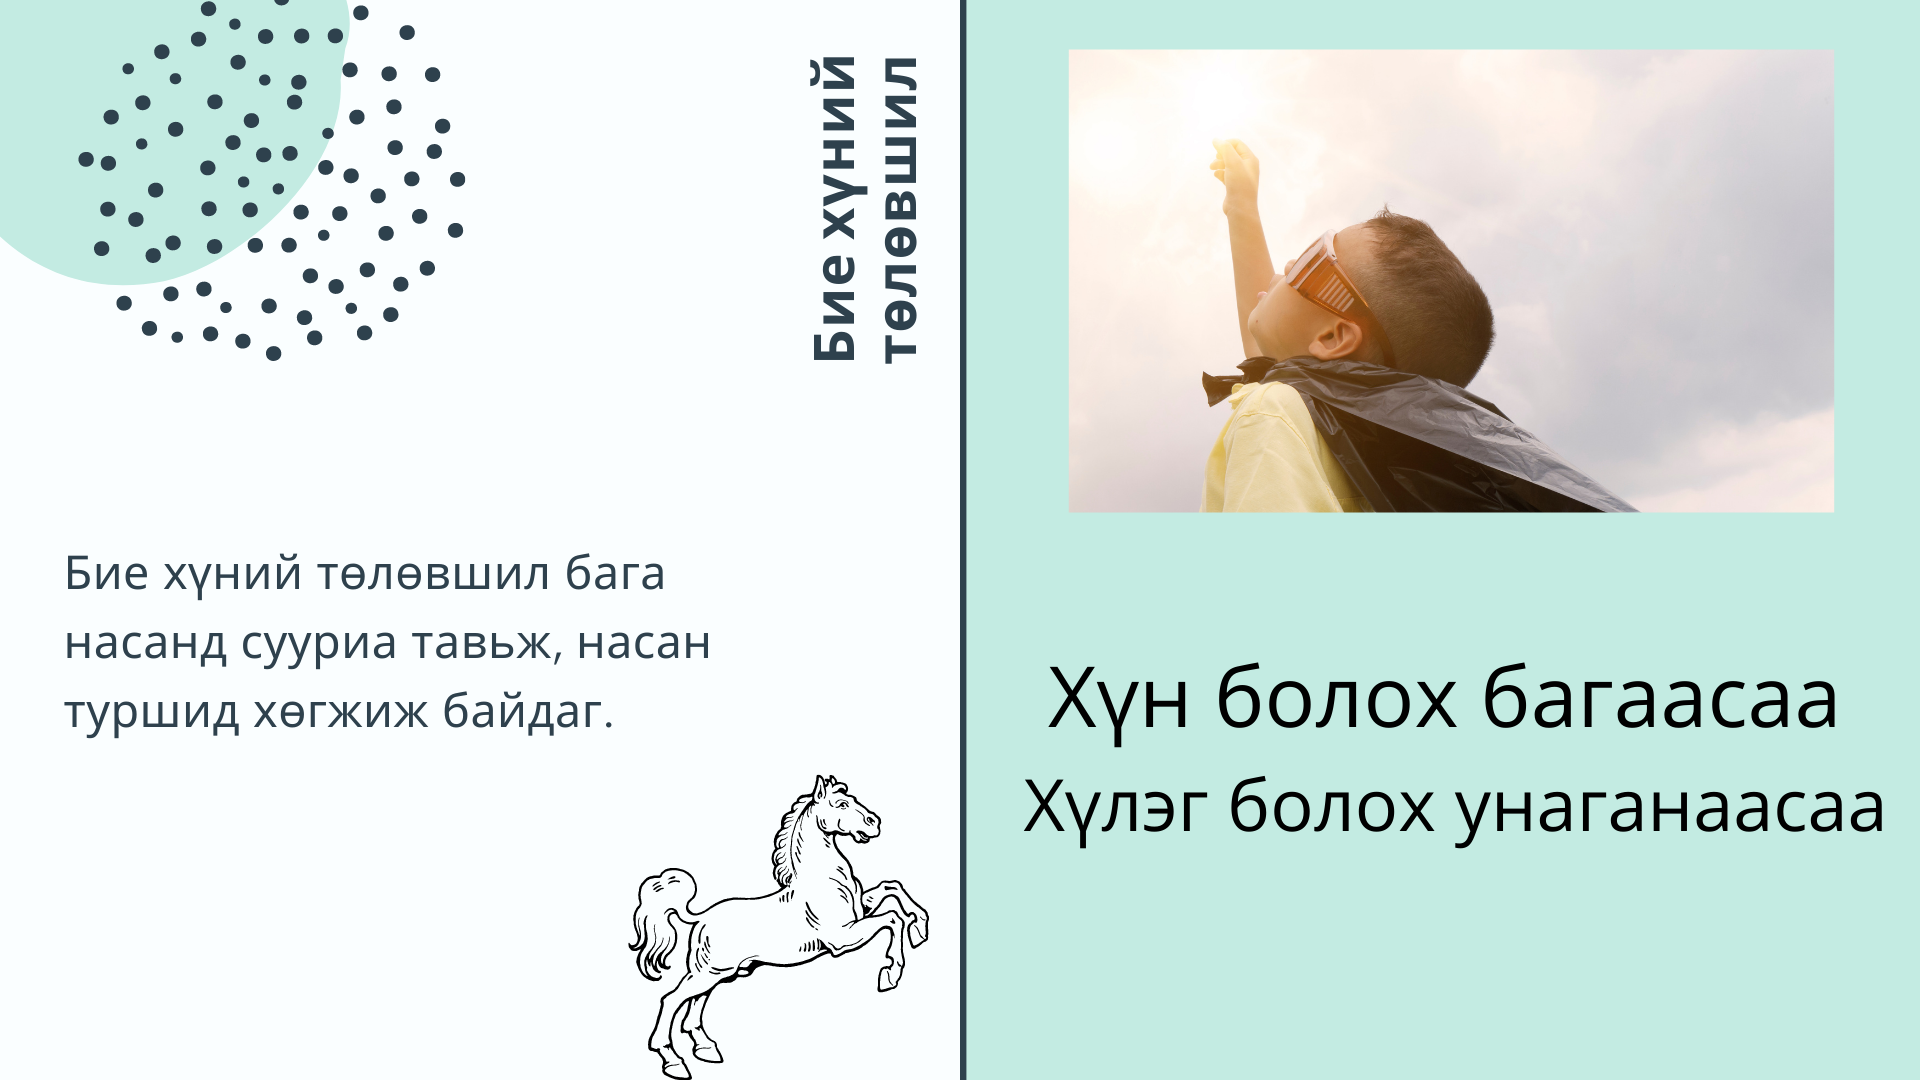 Бие хүний
төлөвшил
Бие хүний төлөвшил бага
насанд сууриа тавьж, насан
туршид хөгжиж байдаг.
Хүн болох багаасаа
Хүлэг болох унаганаасаа